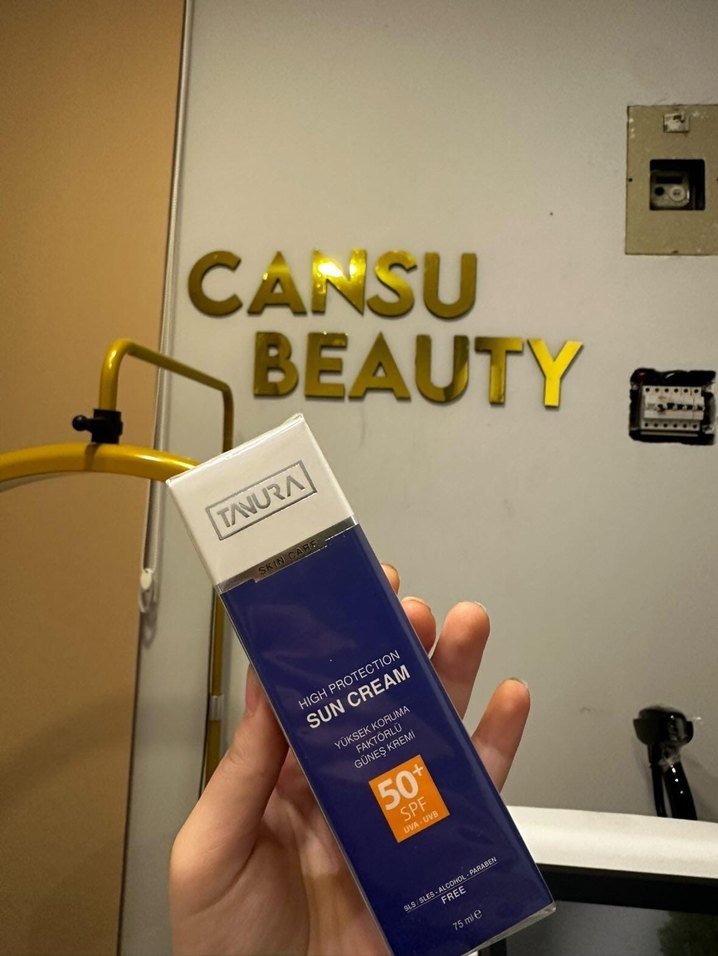 CANSU
BEAUTY
TANURA
SKIN CARE
HIGH PROTECTION
SUN CREAM
YÜKSEK KORUMA
FAKTÖRLÜ
GÜNEŞ KREMİ
50+
SPF
UVA - UVB
SLS / SLES - ALCOHOL - PARABEN
FREE
75 ml e